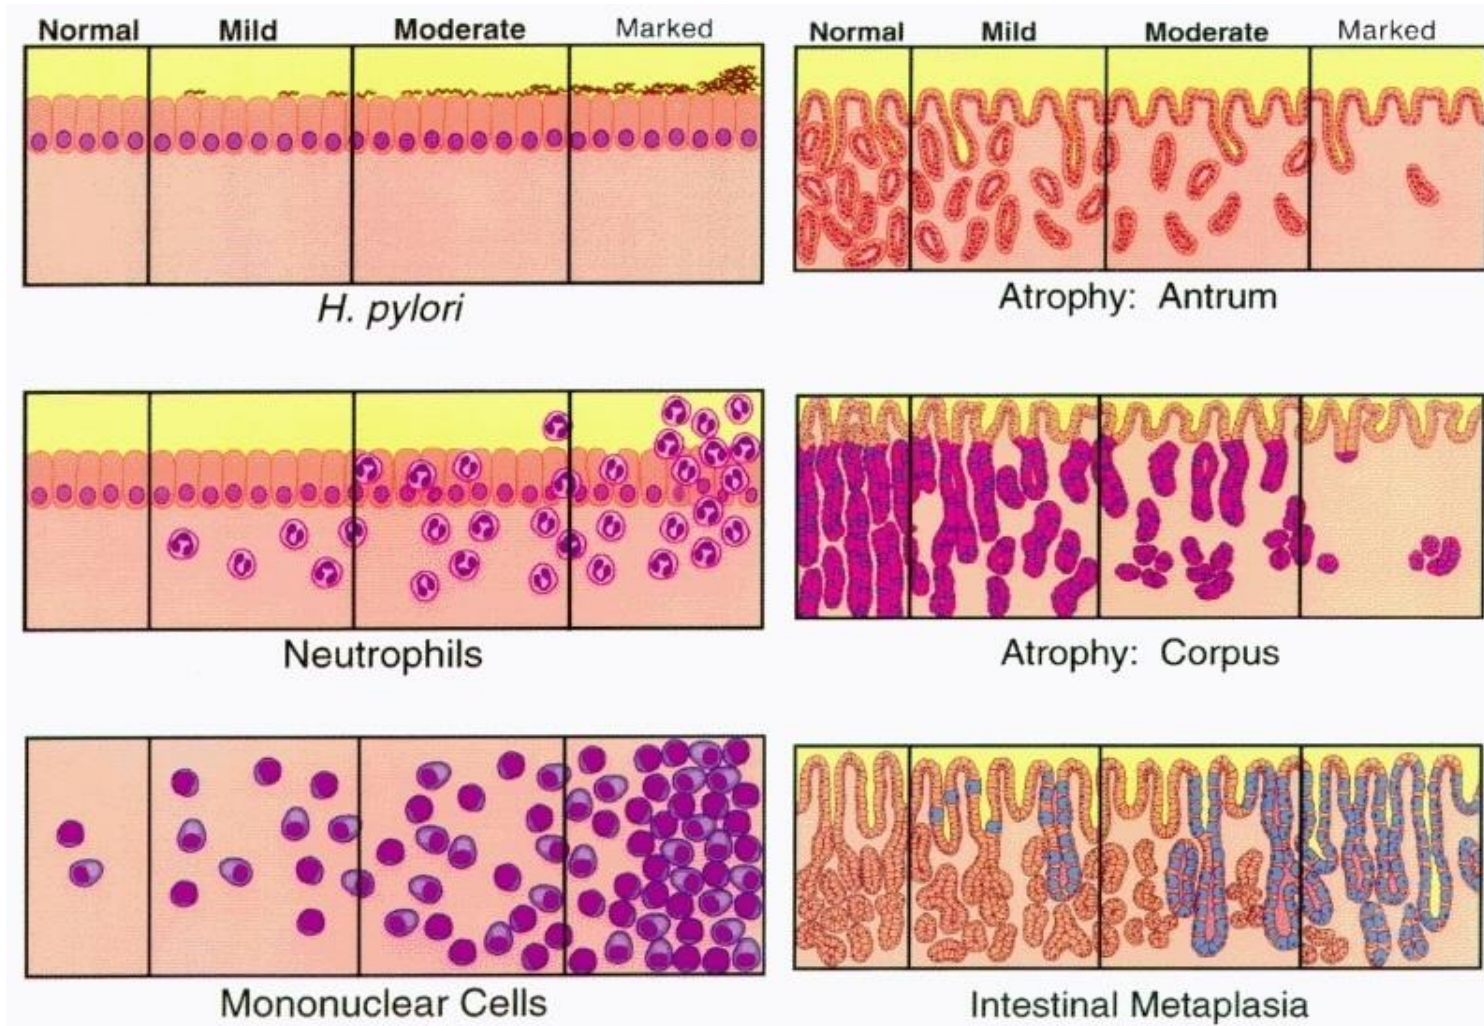 Normal Mild Moderate Marked
H. pylori
Neutrophils
Mononuclear Cells
Normal Mild Moderate Marked
Atrophy: Antrum
Atrophy: Corpus
Intestinal Metaplasia